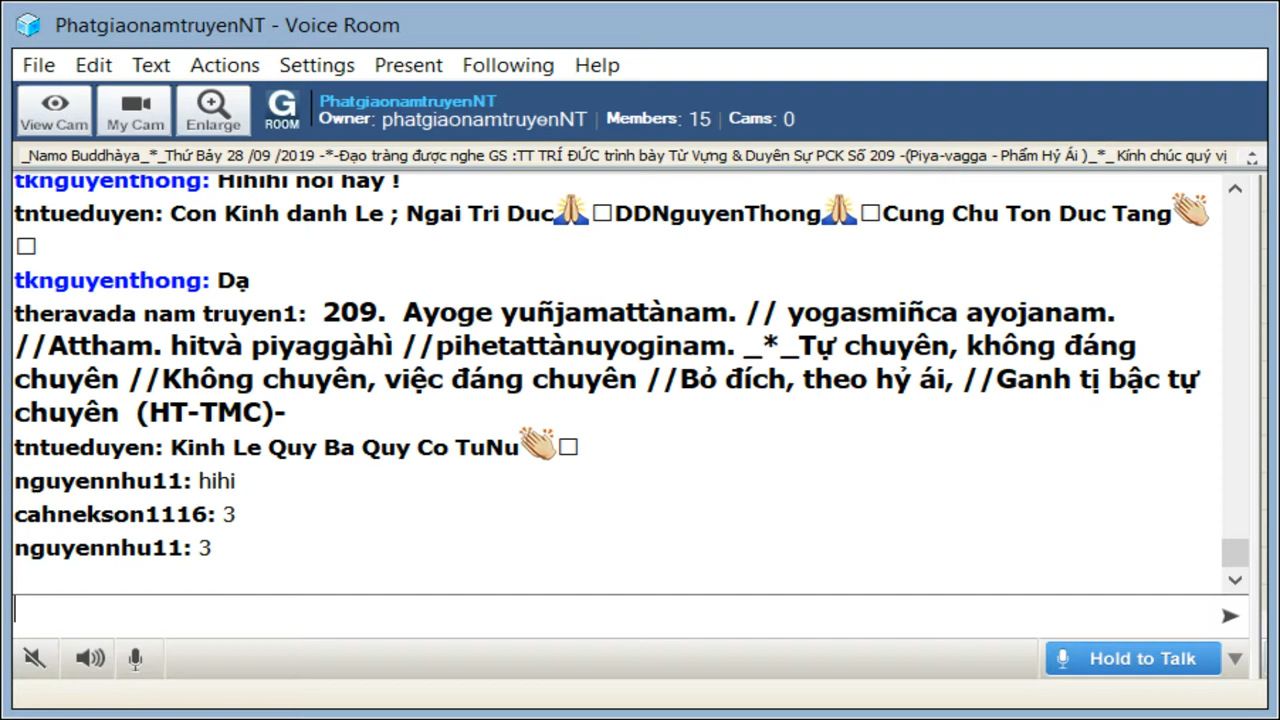 PhatgiaonamtruyenNT - Voice Room
File Edit Text Actions Settings Present Following Help
View Cam My Cam Enlarge G ROOM
PhatgiaonamtruyenNT
Owner: phatgiaonamtruyenNT | Members: 15 | Cams: 0
_Namo Buddhàya_*_Thứ Bảy 28 /09 /2019 -*-Đạo tràng được nghe GS :TT TRÍ ĐỨC trình bày Từ Vựng & Duyên Sự PCK Số 209 -(Piya-vagga - Phẩm Hỷ Ái )_*_ Kính chúc quý vị
tknguyenthong: Hihihi nói hay !
tntueduyen: Con Kinh danh Le ; Ngai Tri Duc🙏□DDNguyenThong🙏□Cung Chu Ton Duc Tang👏
□
tknguyenthong: Dạ
theravada nam truyen1: 209. Ayoge yuñjamattànam. // yogasmiñca ayojanam.
//Attham. hitvà piyaggàhì //pihetattànuyoginam. _*_Tự chuyên, không đáng
chuyên //Không chuyên, việc đáng chuyên //Bỏ đích, theo hỷ ái, //Ganh tị bậc tự
chuyên (HT-TMC)-
tntueduyen: Kinh Le Quy Ba Quy Co TuNu👏□
nguyennhu11: hihi
cahnekson1116: 3
nguyennhu11: 3
Hold to Talk